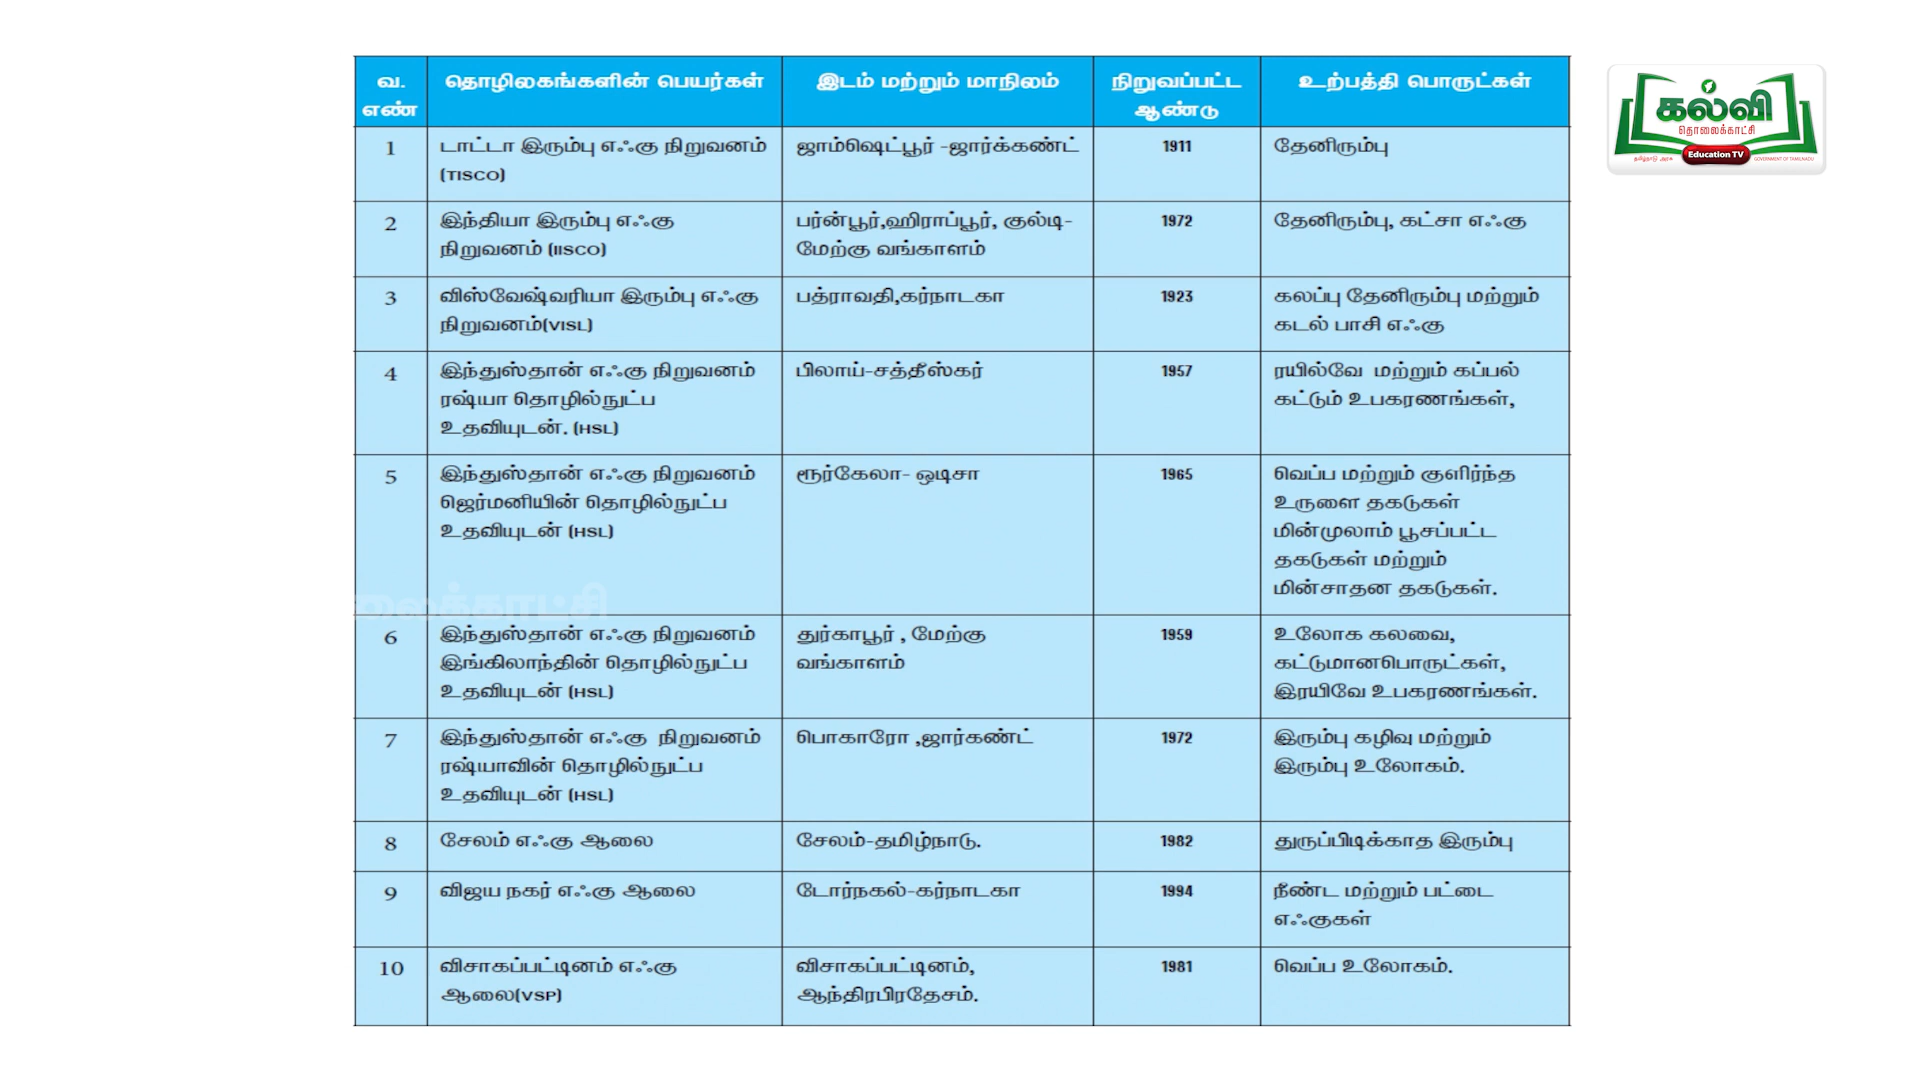 வ.
எண்
தொழிலகங்களின் பெயர்கள்
இடம் மற்றும் மாநிலம்
நிறுவப்பட்ட
ஆண்டு
உற்பத்தி பொருட்கள்
1
டாட்டா இரும்பு எஃகு நிறுவனம்
(TISCO)
ஜாம்ஷெட்பூர் -ஜார்க்கண்ட்
1911
தேனிரும்பு
2
இந்தியா இரும்பு எஃகு
நிறுவனம் (IISCO)
பர்ன்பூர்,ஹிராப்பூர், குல்டி-
மேற்கு வங்காளம்
1972
தேனிரும்பு, கட்சா எஃகு
3
விஸ்வேஷ்வரியா இரும்பு எஃகு
நிறுவனம்(VISL)
பத்ராவதி,கர்நாடகா
1923
கலப்பு தேனிரும்பு மற்றும்
கடல் பாசி எஃகு
4
இந்துஸ்தான் எஃகு நிறுவனம்
ரஷ்யா தொழில்நுட்ப
உதவியுடன். (HSL)
பிலாய்-சத்தீஸ்கர்
1957
ரயில்வே மற்றும் கப்பல்
கட்டும் உபகரணங்கள்,
5
இந்துஸ்தான் எஃகு நிறுவனம்
ஜெர்மனியின் தொழில்நுட்ப
உதவியுடன் (HSL)
ரூர்கேலா- ஒடிசா
1965
வெப்ப மற்றும் குளிர்ந்த
உருளை தகடுகள்
மின்முலாம் பூசப்பட்ட
தகடுகள் மற்றும்
மின்சாதன தகடுகள்.
லைக்காட்சி
6
இந்துஸ்தான் எஃகு நிறுவனம்
இங்கிலாந்தின் தொழில்நுட்ப
உதவியுடன் (HSL)
துர்காபூர் , மேற்கு
வங்காளம்
1959
உலோக கலவை,
கட்டுமானபொருட்கள்,
இரயிவே உபகரணங்கள்.
7
இந்துஸ்தான் எஃகு நிறுவனம்
ரஷ்யாவின் தொழில்நுட்ப
உதவியுடன் (HSL)
பொகாரோ ,ஜார்கண்ட்
1972
இரும்பு கழிவு மற்றும்
இரும்பு உலோகம்.
8
சேலம் எஃகு ஆலை
சேலம்-தமிழ்நாடு.
1982
துருப்பிடிக்காத இரும்பு
9
விஜய நகர் எஃகு ஆலை
டோர்நகல்-கர்நாடகா
1994
நீண்ட மற்றும் பட்டை
எஃகுகள்
10
விசாகப்பட்டினம் எஃகு
ஆலை(VSP)
விசாகப்பட்டினம்,
ஆந்திரபிரதேசம்.
1981
வெப்ப உலோகம்.
கல்வி
தொலைக்காட்சி
தமிழ்நாடு அரசு
Education TV
GOVERNMENT OF TAMILNADU